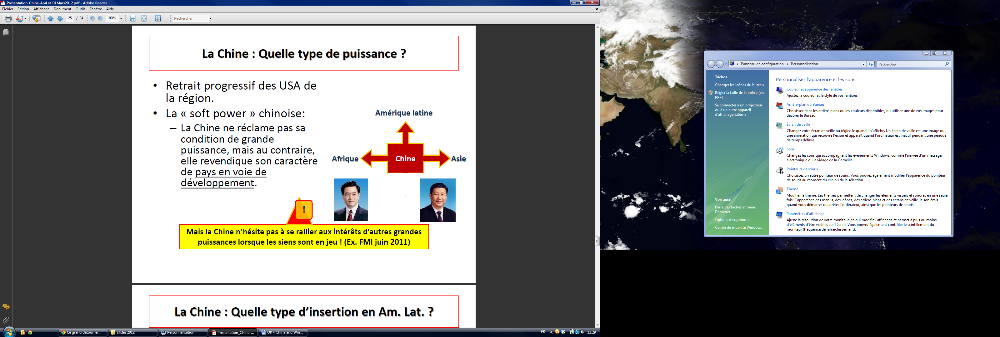 Presentation_Chine-AmLat_01Mars2012.pdf - Adobe Reader
Fichier Edition Affichage Document Outils Fenêtre Aide
25 / 34 100% Rechercher
La Chine : Quelle type de puissance ?
• Retrait progressif des USA de
la région.
• La « soft power » chinoise:
– La Chine ne réclame pas sa
condition de grande
puissance, mais au contraire,
elle revendique son caractère
de pays en voie de
développement.
Amérique latine
Afrique
Chine
Asie
!
Mais la Chine n’hésite pas à se rallier aux intérêts d’autres grandes
puissances lorsque les siens sont en jeu ! (Ex. FMI juin 2011)
La Chine : Quelle type d’insertion en Am. Lat. ?
Le grand détourne...
slides 2012
Personnalisation
Presentation_Chine-...
OK - China and Wor...
FR
13:29
Panneau de configuration
Personnalisation
Rechercher
Tâches
Changer les icônes du bureau
Régler la taille de la police (en
PPP)
Se connecter à un projecteur
ou à un autre appareil
d'affichage externe
Voir aussi
Barre des tâches et menu
Démarrer
Options d'ergonomie
Centre de mobilité Windows
Personnaliser l'apparence et les sons
Couleur et apparence des fenêtres
Ajustez la couleur et le style de vos fenêtres.
Arrière-plan du Bureau
Choisissez dans les arrière-plans ou les couleurs disponibles, ou utilisez une de vos images pour
décorer le Bureau.
Écran de veille
Changez votre écran de veille ou réglez-le quand il s'affiche. Un écran de veille est une image ou
une animation qui recouvre l'écran et apparaît quand l'ordinateur est inactif pendant une période
de temps définie.
Sons
Changez les sons qui accompagnent les événements Windows, comme l'arrivée d'un message
électronique ou le vidage de la Corbeille.
Pointeurs de souris
Choisissez un autre pointeur de souris. Vous pouvez également modifier l'apparence du pointeur
de souris au moment du clic ou de la sélection.
Thème
Modifier le thème. Les thèmes permettent de changer les éléments visuels et sonores en une seule
fois : l'apparence des menus, des icônes, des arrière-plans et des écrans de veille, le son émis
quand vous démarrez ou arrêtez l'ordinateur, ainsi que les pointeurs de souris.
Paramètres d'affichage
Ajuste la résolution de votre moniteur, ce qui modifie l'affichage et permet à plus ou moins
d'éléments d'être visibles sur l'écran. Vous pouvez également contrôler le scintillement du
moniteur (fréquence de rafraîchissement).